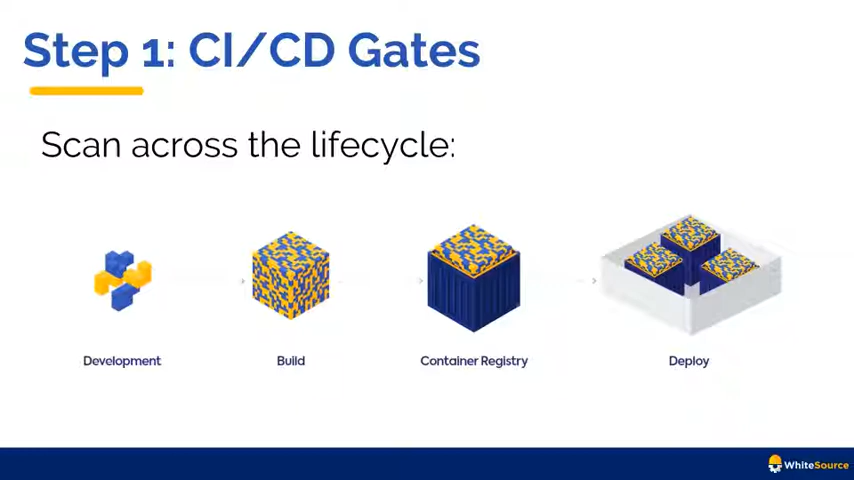 Step 1: CI/CD Gates
Scan across the lifecycle:
Development
Build
Container Registry
Deploy
WhiteSource